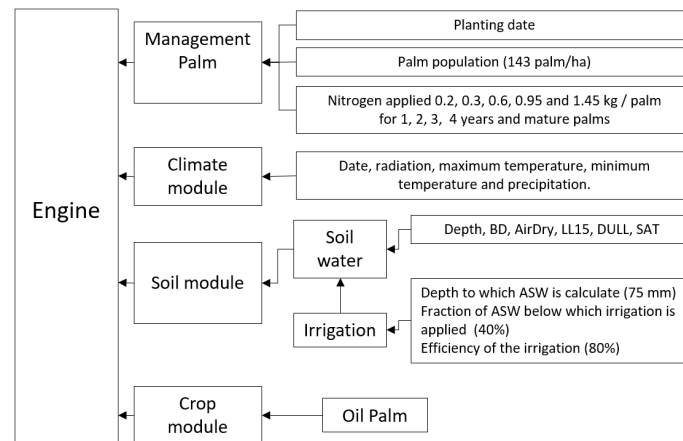 Engine
Management
Palm
Planting date
Palm population (143 palm/ha)
Nitrogen applied 0.2, 0.3, 0.6, 0.95 and 1.45 kg / palm
for 1, 2, 3, 4 years and mature palms
Climate
module
Date, radiation, maximum temperature, minimum
temperature and precipitation.
Soil module
Soil
water
Depth, BD, AirDry, LL15, DULL, SAT
Irrigation
Depth to which ASW is calculate (75 mm)
Fraction of ASW below which irrigation is
applied (40%)
Efficiency of the irrigation (80%)
Crop
module
Oil Palm